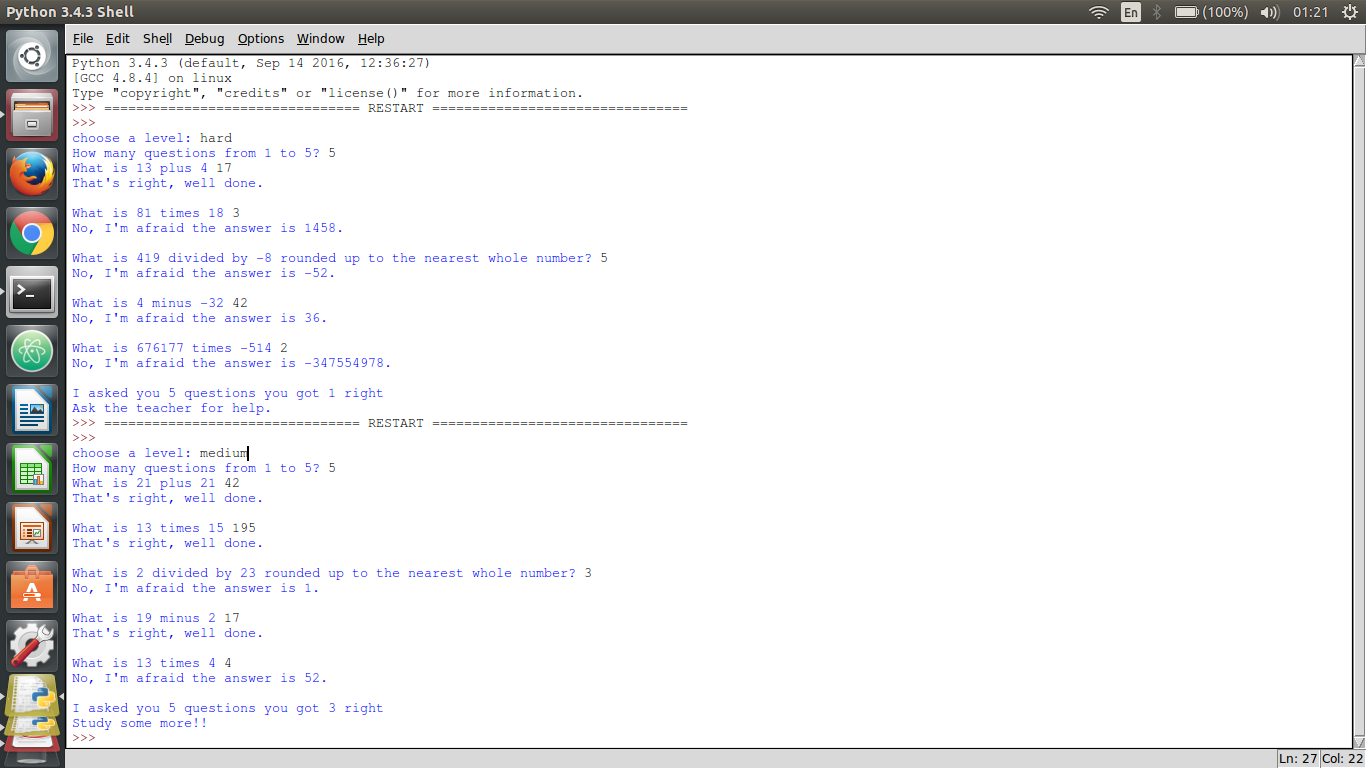 Python 3.4.3 Shell
En (100%) 01:21
File Edit Shell Debug Options Window Help
Python 3.4.3 (default, Sep 14 2016, 12:36:27)
[GCC 4.8.4] on linux
Type "copyright", "credits" or "license()" for more information.
>>> ================================ RESTART ================================
>>>
choose a level: hard
How many questions from 1 to 5? 5
What is 13 plus 4 17
That's right, well done.
What is 81 times 18 3
No, I'm afraid the answer is 1458.
What is 419 divided by -8 rounded up to the nearest whole number? 5
No, I'm afraid the answer is -52.
What is 4 minus -32 42
No, I'm afraid the answer is 36.
What is 676177 times -514 2
No, I'm afraid the answer is -347554978.
I asked you 5 questions you got 1 right
Ask the teacher for help.
>>> ================================ RESTART ================================
>>>
choose a level: medium
How many questions from 1 to 5? 5
What is 21 plus 21 42
That's right, well done.
What is 13 times 15 195
That's right, well done.
What is 2 divided by 23 rounded up to the nearest whole number? 3
No, I'm afraid the answer is 1.
What is 19 minus 2 17
That's right, well done.
What is 13 times 4 4
No, I'm afraid the answer is 52.
I asked you 5 questions you got 3 right
Study some more!!
>>>
Ln: 27 Col: 22